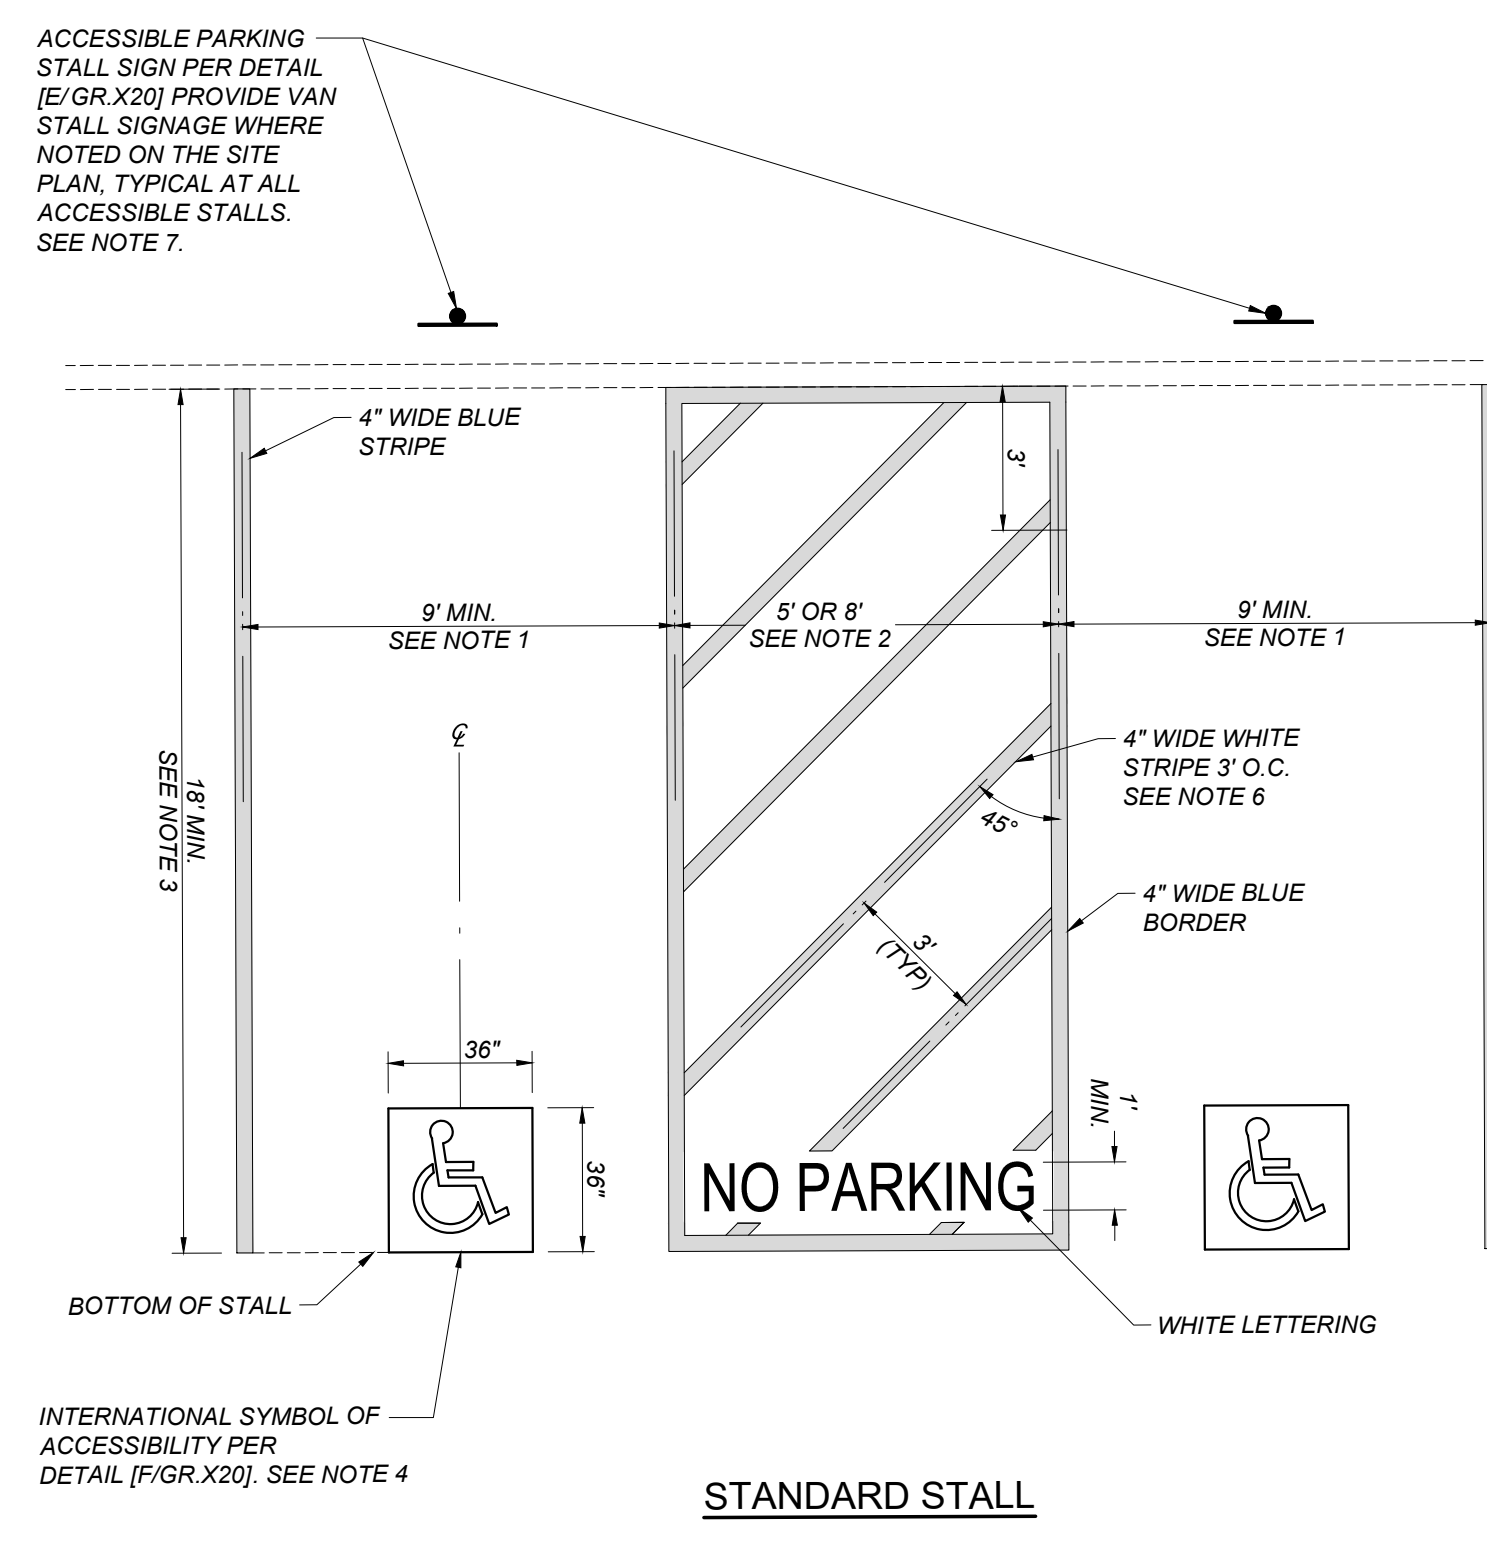 ACCESSIBLE PARKING
STALL SIGN PER DETAIL
[E/GR.X20] PROVIDE VAN
STALL SIGNAGE WHERE
NOTED ON THE SITE
PLAN, TYPICAL AT ALL
ACCESSIBLE STALLS.
SEE NOTE 7.
4" WIDE BLUE
STRIPE
3'
9' MIN.
SEE NOTE 1
5' OR 8'
SEE NOTE 2
9' MIN.
SEE NOTE 1
18' MIN.
SEE NOTE 3
℄
4" WIDE WHITE
STRIPE 3' O.C.
SEE NOTE 6
45°
4" WIDE BLUE
BORDER
3'
(TYP)
36"
36"
1'
MIN.
NO PARKING
BOTTOM OF STALL
WHITE LETTERING
INTERNATIONAL SYMBOL OF
ACCESSIBILITY PER
DETAIL [F/GR.X20]. SEE NOTE 4
STANDARD STALL